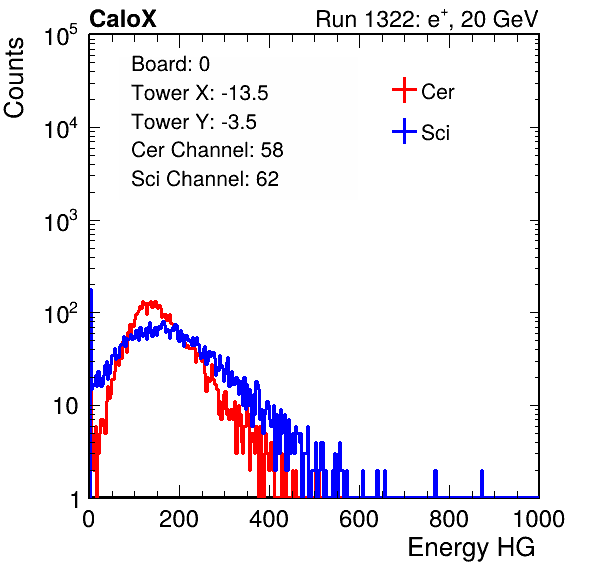 CaloX Run 1322: e⁺, 20 GeV
Counts
10⁵
10⁴
10³
10²
10
1
Board: 0
Tower X: -13.5
Tower Y: -3.5
Cer Channel: 58
Sci Channel: 62
Cer
Sci
0 200 400 600 800 1000
Energy HG